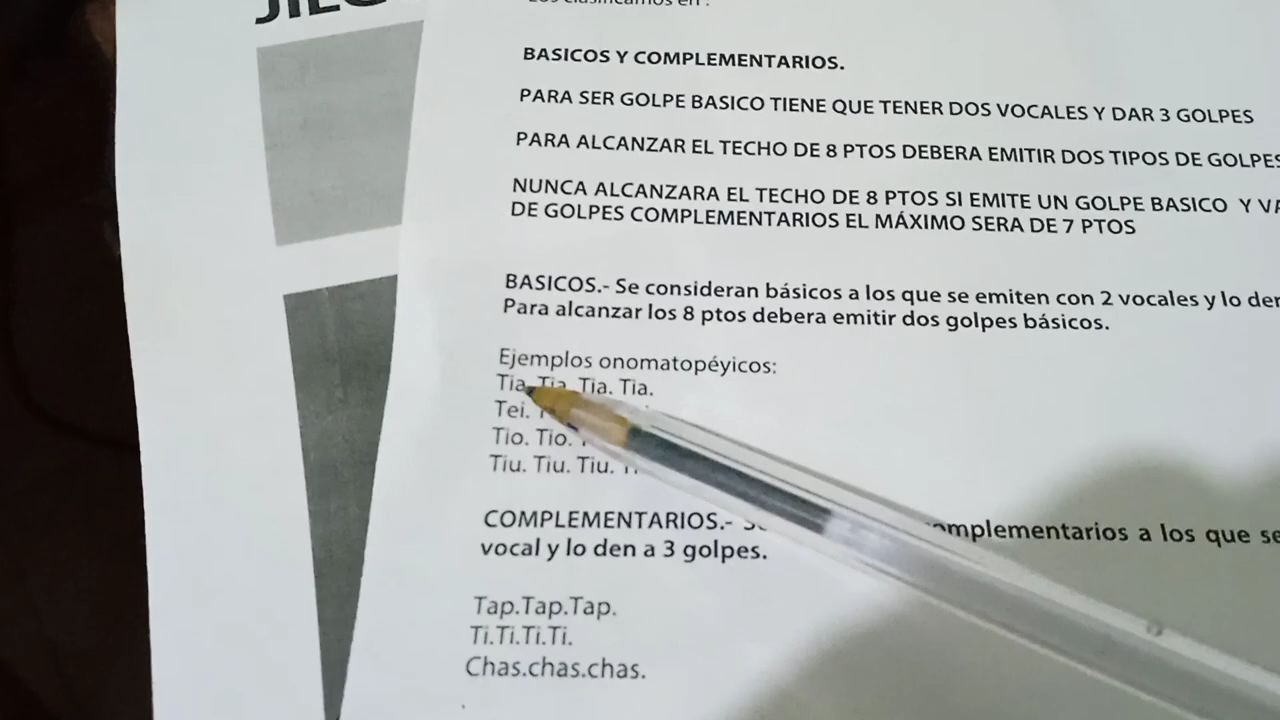 BASICOS Y COMPLEMENTARIOS.
PARA SER GOLPE BASICO TIENE QUE TENER DOS VOCALES Y DAR 3 GOLPES
PARA ALCANZAR EL TECHO DE 8 PTOS DEBERA EMITIR DOS TIPOS DE GOLPES
NUNCA ALCANZARA EL TECHO DE 8 PTOS SI EMITE UN GOLPE BASICO Y
DE GOLPES COMPLEMENTARIOS EL MÁXIMO SERA DE 7 PTOS
BASICOS.- Se consideran básicos a los que se emiten con 2 vocales y lo
Para alcanzar los 8 ptos debera emitir dos golpes básicos.
Ejemplos onomatopéyicos:
Tia. Tia. Tia. Tia.
Tei.
Tio. Tio.
Tiu. Tiu. Tiu.
COMPLEMENTARIOS.- complementarios a los que se
vocal y lo den a 3 golpes.
Tap.Tap.Tap.
Ti.Ti.Ti.Ti.
Chas.chas.chas.